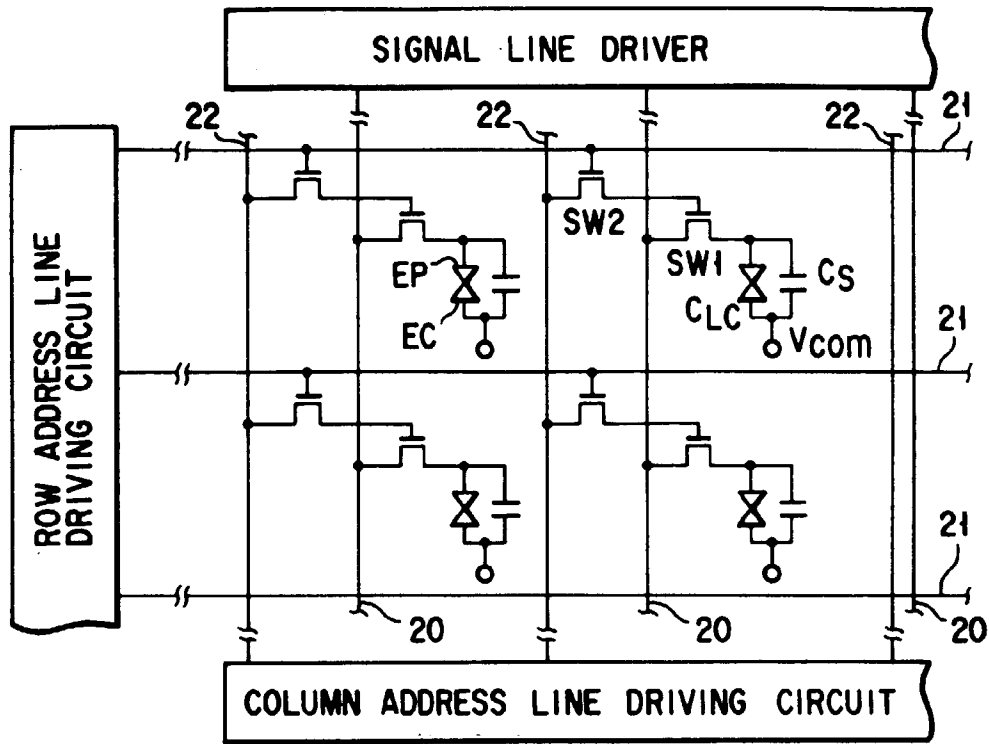 SIGNAL LINE DRIVER
22
22
22
21
ROW ADDRESS LINE
DRIVING CIRCUIT
SW2
SW1
EP
CS
EC
CLC
Vcom
21
21
20
20
20
COLUMN ADDRESS LINE DRIVING CIRCUIT